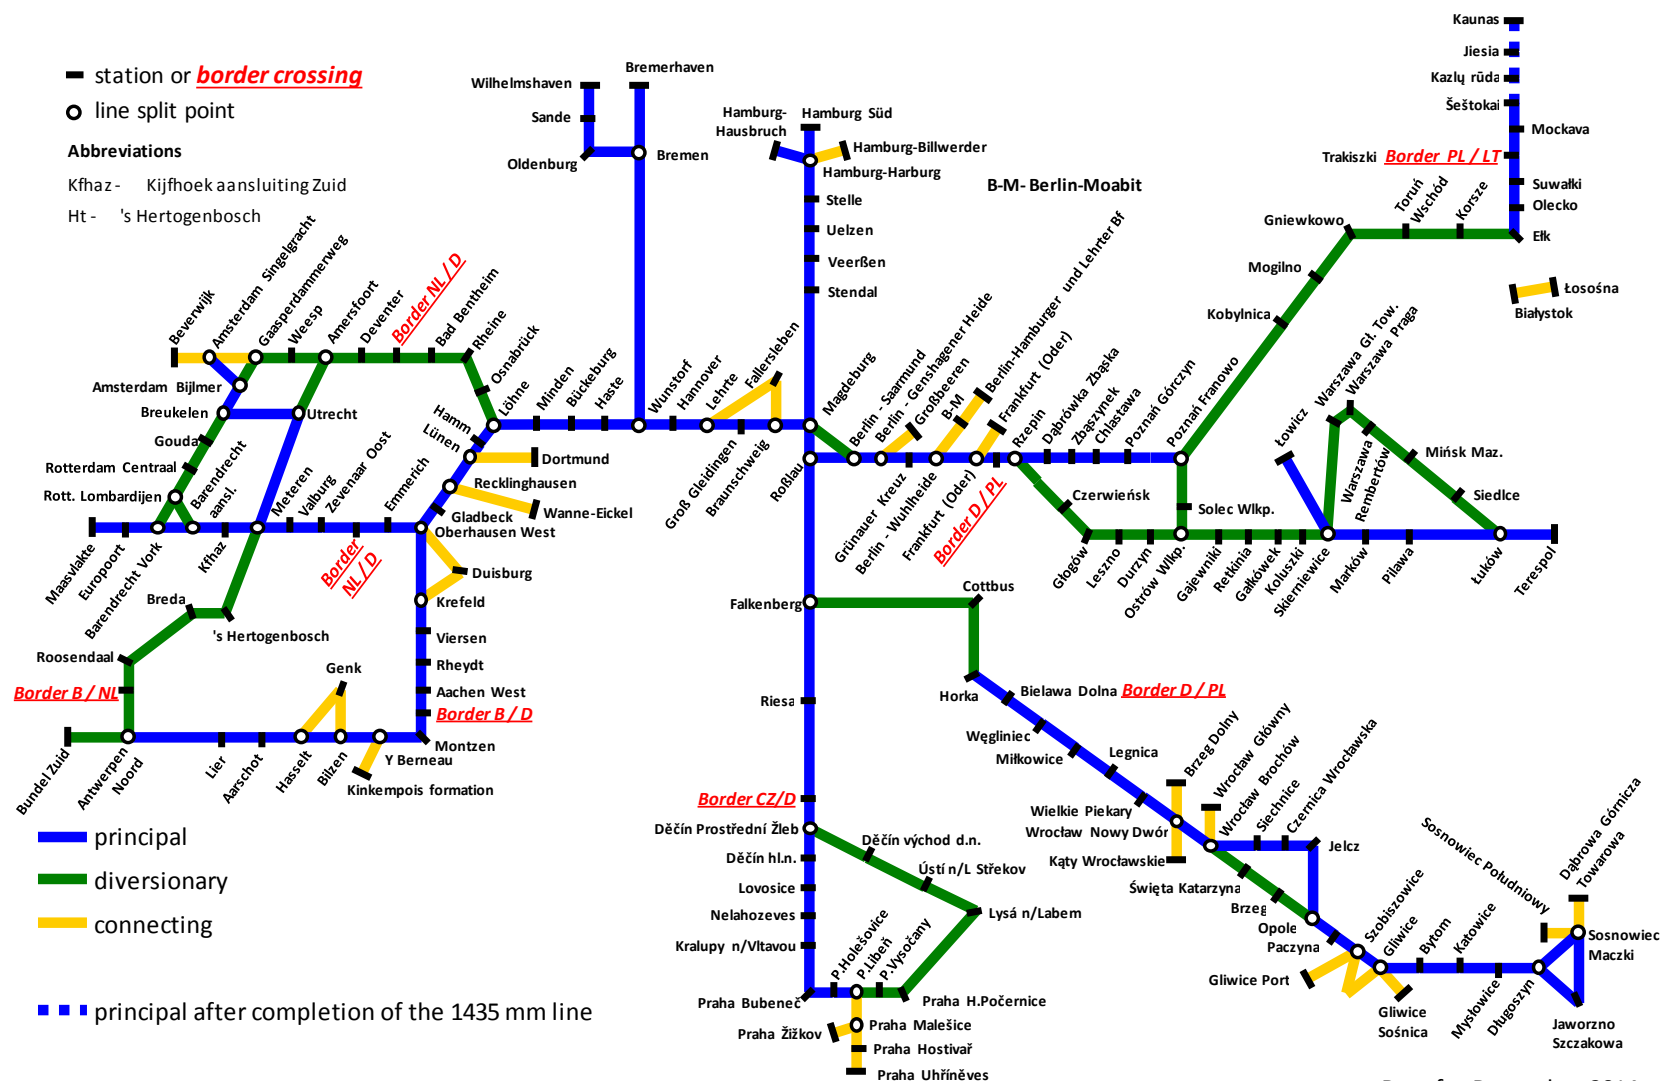 station or border crossing
line split point
Abbreviations
Kfhaz - Kijfhoek aansluiting Zuid
Ht - 's Hertogenbosch
Wilhelmshaven
Sande
Oldenburg
Bremerhaven
Bremen
Hamburg-
Hausbruch
Hamburg Süd
Hamburg-Billwerder
Hamburg-Harburg
Stelle
Uelzen
Veerßen
Stendal
B-M- Berlin-Moabit
Kaunas
Jiesia
Kazlų rūda
Šeštokai
Mockava
Trakiszki Border PL / LT
Suwałki
Olecko
Ełk
Gniewkowo
Toruń
Wschód
Korsze
Mogilno
Kobylnica
Łosośna
Białystok
Beverwijk
Amsterdam Singelgracht
Gaasperdammerweg
Weesp
Amersfoort
Deventer
Border NL / D
Bad Bentheim
Rheine
Osnabrück
Amsterdam Bijlmer
Breukelen
Utrecht
Gouda
Rotterdam Centraal
Rott. Lombardijen
Barendrecht
aansl.
Meteren
Valburg
Zevenaar Oost
Emmerich
Maasvlakte
Europoort
Barendrecht Vork
Kfhaz
Border
NL / D
Hamm
Lünen
Löhne
Minden
Bückeburg
Haste
Wunstorf
Hannover
Lehrte
Fallersleben
Groß Gleidingen
Braunschweig
Magdeburg
Roßlau
Dortmund
Recklinghausen
Wanne-Eickel
Gladbeck
Oberhausen West
Duisburg
Krefeld
Viersen
Rheydt
Aachen West
Border B / D
Montzen
Breda
's Hertogenbosch
Roosendaal
Border B / NL
Bundel Zuid
Antwerpen
Noord
Lier
Aarschot
Hasselt
Genk
Bilzen
Y Berneau
Kinkempois formation
Berlin - Saarmund
Berlin - Genshagener Heide
Großbeeren
B-M
Berlin-Hamburger und Lehrter Bf
Frankfurt (Oder)
Grünauer Kreuz
Berlin - Wuhlheide
Frankfurt (Oder)
Border D / PL
Rzepin
Dąbrówka Zbąska
Zbąszynek
Chlastawa
Poznań Górczyn
Poznań Franowo
Czerwieńsk
Głogów
Leszno
Durzyn
Ostrów Wlkp.
Solec Wlkp.
Gajewniki
Retkinia
Gałkówek
Koluszki
Skierniewice
Łowicz
Warszawa Gł. Tow.
Warszawa Praga
Warszawa
Rembertów
Mińsk Maz.
Siedlce
Marków
Pilawa
Łuków
Terespol
Falkenberg
Cottbus
Horka
Riesa
Border CZ/D
Děčín Prostřední Žleb
Děčín hl.n.
Lovosice
Nelahozeves
Kralupy n/Vltavou
Praha Bubeneč
Děčín východ d.n.
Ústí n/L Střekov
Lysá n/Labem
P.Holešovice
P.Libeň
P.Vysočany
Praha H.Počernice
Praha Žižkov
Praha Malešice
Praha Hostivař
Praha Uhříněves
Bielawa Dolna Border D / PL
Węgliniec
Miłkowice
Legnica
Wielkie Piekary
Wrocław Nowy Dwór
Kąty Wrocławskie
Brzeg Dolny
Wrocław Główny
Wrocław Brochów
Siechnice
Czernica Wrocławska
Jelcz
Święta Katarzyna
Brzeg
Opole
Paczyna
Szobiszowice
Gliwice
Gliwice Port
Gliwice
Sośnica
Bytom
Katowice
Mysłowice
Długoszyn
Sosnowiec Południowy
Dąbrowa Górnicza
Towarowa
Sosnowiec
Maczki
Jaworzno
Szczakowa
principal
diversionary
connecting
principal after completion of the 1435 mm line